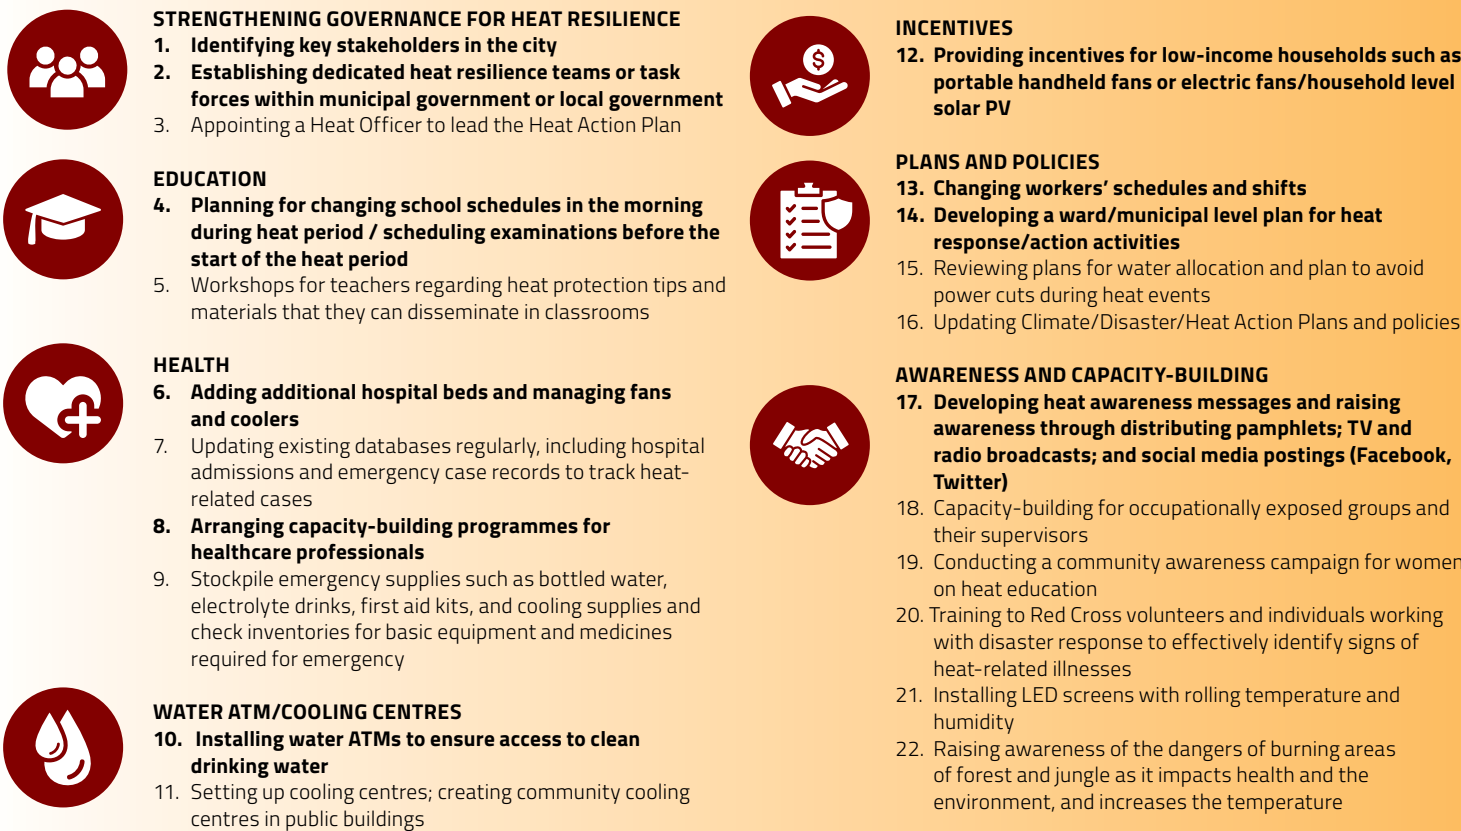 STRENGTHENING GOVERNANCE FOR HEAT RESILIENCE
1. Identifying key stakeholders in the city
2. Establishing dedicated heat resilience teams or task
forces within municipal government or local government
3. Appointing a Heat Officer to lead the Heat Action Plan
EDUCATION
4. Planning for changing school schedules in the morning
during heat period / scheduling examinations before the
start of the heat period
5. Workshops for teachers regarding heat protection tips and
materials that they can disseminate in classrooms
HEALTH
6. Adding additional hospital beds and managing fans
and coolers
7. Updating existing databases regularly, including hospital
admissions and emergency case records to track heat-
related cases
8. Arranging capacity-building programmes for
healthcare professionals
9. Stockpile emergency supplies such as bottled water,
electrolyte drinks, first aid kits, and cooling supplies and
check inventories for basic equipment and medicines
required for emergency
WATER ATM/COOLING CENTRES
10. Installing water ATMs to ensure access to clean
drinking water
11. Setting up cooling centres; creating community cooling
centres in public buildings
$
INCENTIVES
12. Providing incentives for low-income households such as
portable handheld fans or electric fans/household level
solar PV
PLANS AND POLICIES
13. Changing workers' schedules and shifts
14. Developing a ward/municipal level plan for heat
response/action activities
15. Reviewing plans for water allocation and plan to avoid
power cuts during heat events
16. Updating Climate/Disaster/Heat Action Plans and policies
AWARENESS AND CAPACITY-BUILDING
17. Developing heat awareness messages and raising
awareness through distributing pamphlets; TV and
radio broadcasts; and social media postings (Facebook,
Twitter)
18. Capacity-building for occupationally exposed groups and
their supervisors
19. Conducting a community awareness campaign for women
on heat education
20. Training to Red Cross volunteers and individuals working
with disaster response to effectively identify signs of
heat-related illnesses
21. Installing LED screens with rolling temperature and
humidity
22. Raising awareness of the dangers of burning areas
of forest and jungle as it impacts health and the
environment, and increases the temperature